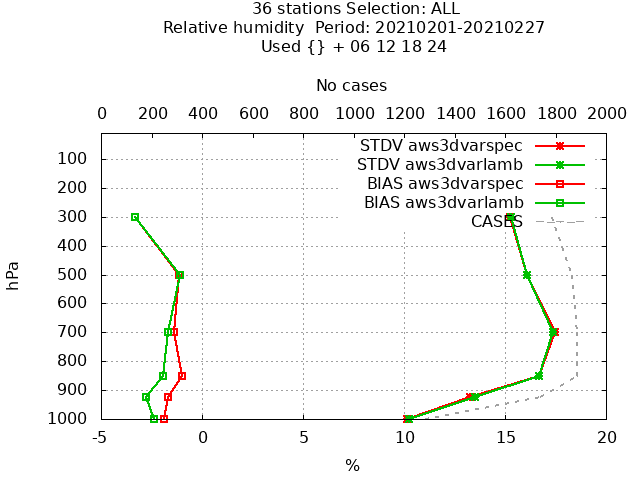 36 stations Selection: ALL
Relative humidity  Period: 20210201-20210227
Used {} + 06 12 18 24
No cases
0 200 400 600 800 1000 1200 1400 1600 1800 2000
STDV aws3dvarspec
STDV aws3dvarlamb
BIAS aws3dvarspec
BIAS aws3dvarlamb
CASES
100
200
300
400
500
600
700
800
900
1000
hPa
-5 0 5 10 15 20
%